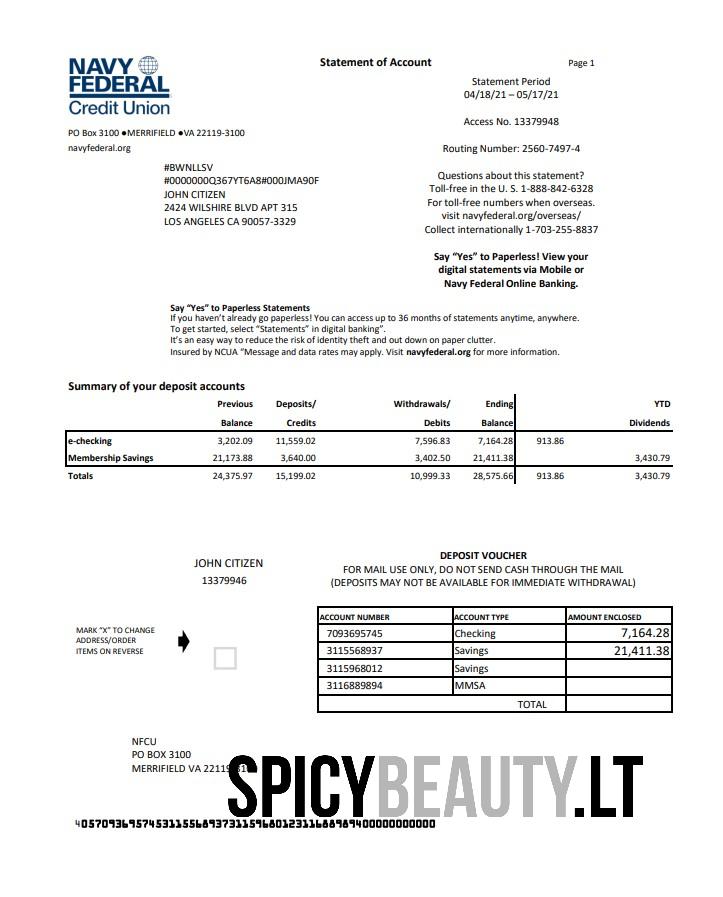 NAVY
FEDERAL
Credit Union
Statement of Account
Page 1
Statement Period
04/18/21 – 05/17/21
Access No. 13379948
Routing Number: 2560-7497-4
Questions about this statement?
Toll-free in the U. S. 1-888-842-6328
For toll-free numbers when overseas.
visit navyfederal.org/overseas/
Collect internationally 1-703-255-8837
Say “Yes” to Paperless! View your
digital statements via Mobile or
Navy Federal Online Banking.
PO Box 3100 ●MERRIFIELD ●VA 22119-3100
navyfederal.org
#BWNLLSV
#0000000Q367YT6A8#000JMA90F
JOHN CITIZEN
2424 WILSHIRE BLVD APT 315
LOS ANGELES CA 90057-3329
Say “Yes” to Paperless Statements
If you haven’t already go paperless! You can access up to 36 months of statements anytime, anywhere.
To get started, select “Statements” in digital banking”.
It’s an easy way to reduce the risk of identity theft and out down on paper clutter.
Insured by NCUA “Message and data rates may apply. Visit navyfederal.org for more information.
Summary of your deposit accounts
Previous Deposits/ Withdrawals/ Ending YTD
Balance Credits Debits Balance Dividends
e-checking 3,202.09 11,559.02 7,596.83 7,164.28 913.86
Membership Savings 21,173.88 3,640.00 3,402.50 21,411.38 3,430.79
Totals 24,375.97 15,199.02 10,999.33 28,575.66 913.86 3,430.79
JOHN CITIZEN
13379946
DEPOSIT VOUCHER
FOR MAIL USE ONLY, DO NOT SEND CASH THROUGH THE MAIL
(DEPOSITS MAY NOT BE AVAILABLE FOR IMMEDIATE WITHDRAWAL)
MARK “X” TO CHANGE
ADDRESS/ORDER
ITEMS ON REVERSE
ACCOUNT NUMBER ACCOUNT TYPE AMOUNT ENCLOSED
7093695745 Checking 7,164.28
3115568937 Savings 21,411.38
3115968012 Savings
3116889894 MMSA
TOTAL
NFCU
PO BOX 3100
MERRIFIELD VA 22119-310
SPICYBEAUTY.LT
405709369574531155689373115968012311688989400000000000